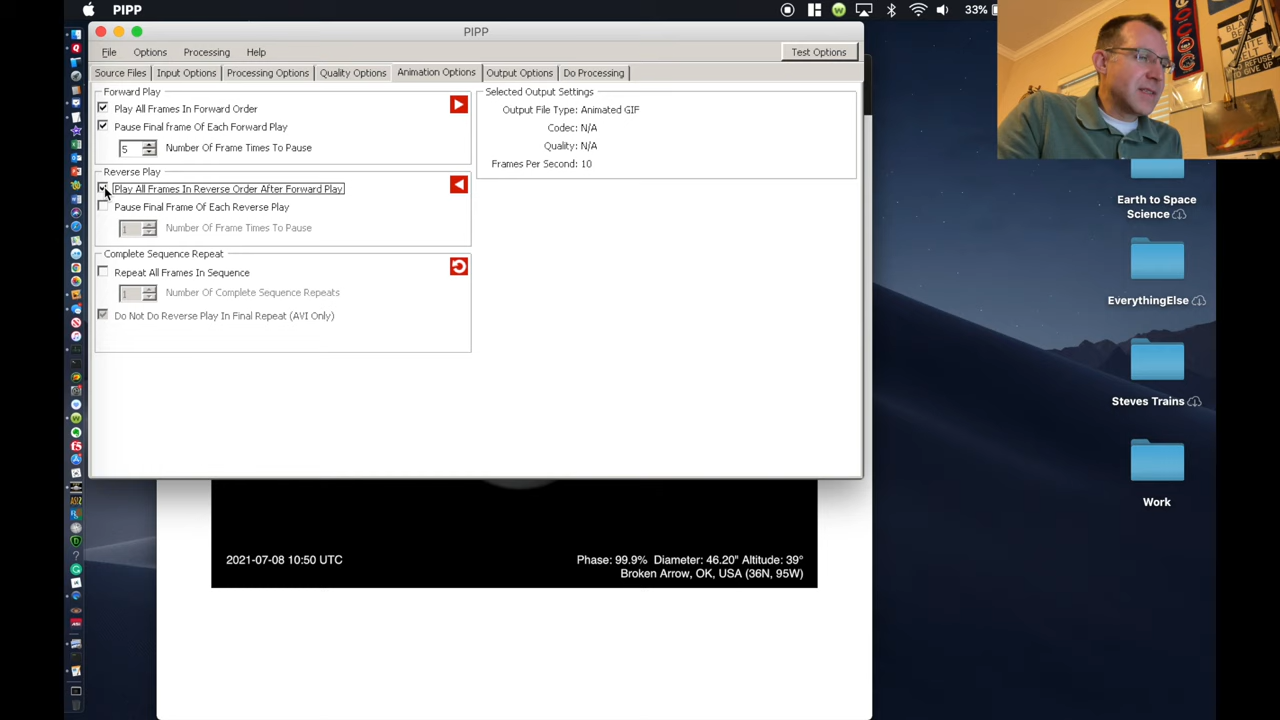 PIPP
33%
PIPP
File Options Processing Help
Test Options
Source Files Input Options Processing Options Quality Options Animation Options Output Options Do Processing
Forward Play
Play All Frames In Forward Order
Pause Final frame Of Each Forward Play
5 Number Of Frame Times To Pause
Reverse Play
Play All Frames In Reverse Order After Forward Play
Pause Final Frame Of Each Reverse Play
1 Number Of Frame Times To Pause
Complete Sequence Repeat
Repeat All Frames In Sequence
1 Number Of Complete Sequence Repeats
Do Not Do Reverse Play In Final Repeat (AVI Only)
Selected Output Settings
Output File Type: Animated GIF
Codec: N/A
Quality: N/A
Frames Per Second: 10
Earth to Space
Science
EverythingElse
Steves Trains
Work
2021-07-08 10:50 UTC
Phase: 99.9% Diameter: 46.20" Altitude: 39°
Broken Arrow, OK, USA (36N, 95W)